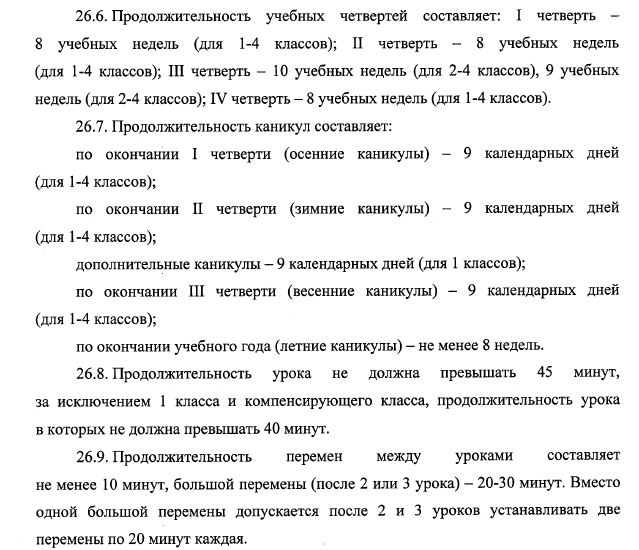 26.6. Продолжительность учебных четвертей составляет: I четверть –
8 учебных недель (для 1-4 классов); II четверть – 8 учебных недель
(для 1-4 классов); III четверть – 10 учебных недель (для 2-4 классов), 9 учебных
недель (для 2-4 классов); IV четверть – 8 учебных недель (для 1-4 классов).
26.7. Продолжительность каникул составляет:
по окончании I четверти (осенние каникулы) – 9 календарных дней
(для 1-4 классов);
по окончании II четверти (зимние каникулы) – 9 календарных дней
(для 1-4 классов);
дополнительные каникулы – 9 календарных дней (для 1 классов);
по окончании III четверти (весенние каникулы) – 9 календарных дней
(для 1-4 классов);
по окончании учебного года (летние каникулы) – не менее 8 недель.
26.8. Продолжительность урока не должна превышать 45 минут,
за исключением 1 класса и компенсирующего класса, продолжительность урока
в которых не должна превышать 40 минут.
26.9. Продолжительность перемен между уроками составляет
не менее 10 минут, большой перемены (после 2 или 3 урока) – 20-30 минут. Вместо
одной большой перемены допускается после 2 и 3 уроков устанавливать две
перемены по 20 минут каждая.